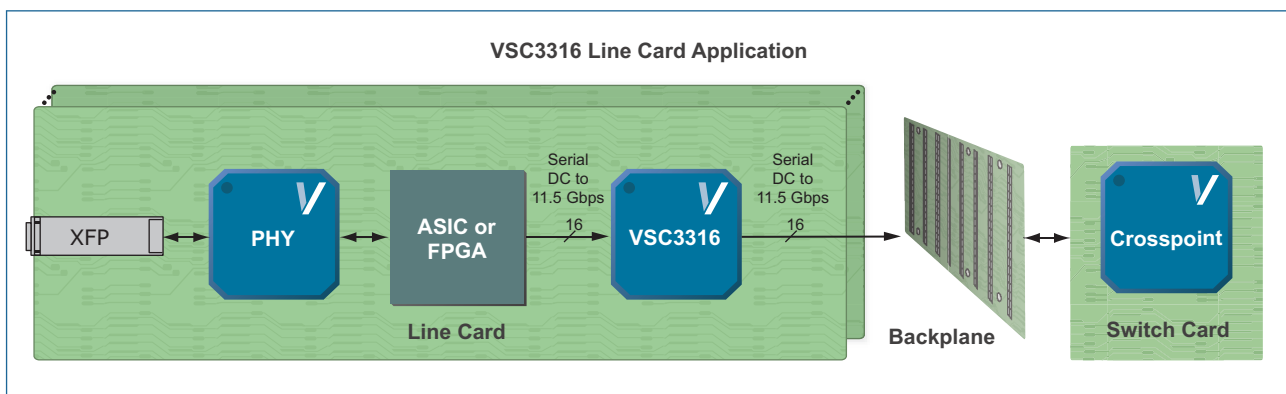 VSC3316 Line Card Application
XFP
PHY
ASIC or
FPGA
Serial
DC to
11.5 Gbps
16
VSC3316
Serial
DC to
11.5 Gbps
16
Line Card
Backplane
Crosspoint
Switch Card